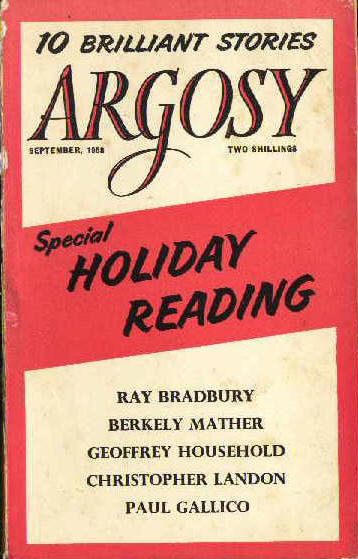 10 BRILLIANT STORIES
ARGOSY
SEPTEMBER, 1958
TWO SHILLINGS
Special
HOLIDAY
READING
RAY BRADBURY
BERKELY MATHER
GEOFFREY HOUSEHOLD
CHRISTOPHER LANDON
PAUL GALLICO